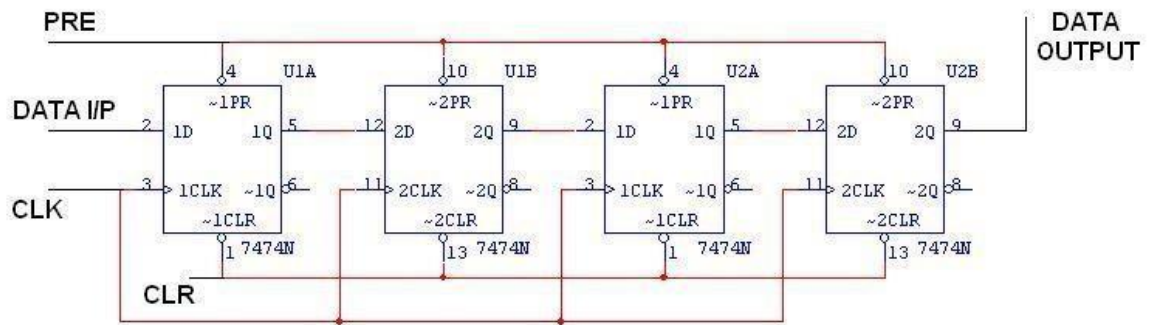 PRE
DATA
OUTPUT
4 U1A 10 U1B 4 U2A 10 U2B
~1PR ~2PR ~1PR ~2PR
DATA I/P
2 1D 1Q 5 12 2D 2Q 9 2 1D 1Q 5 12 2D 2Q 9
3 1CLK ~1Q 6 11 2CLK ~2Q 8 3 1CLK ~1Q 6 11 2CLK ~2Q 8
CLK
~1CLR ~2CLR ~1CLR ~2CLR
1 7474N 13 7474N 1 7474N 13 7474N
CLR